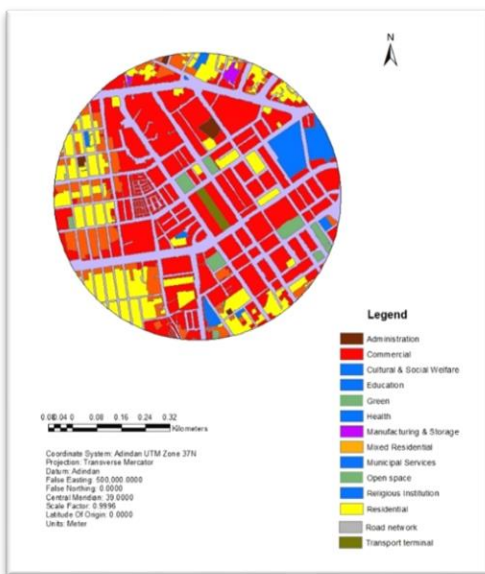 N
Legend
Administration
Commercial
Cultural & Social Welfare
Education
Green
Health
Manufacturing & Storage
Mixed Residential
Municipal Services
Open space
Religious Institution
Residential
Road network
Transport terminal
0.04 0 0.08 0.16 0.24 0.32
Kilometers
Coordinate System: Adindan UTM Zone 37N
Projection: Transverse Mercator
Datum: Adindan
False Easting: 500,000.0000
False Northing: 0.0000
Central Meridian: 39.0000
Scale Factor: 0.9996
Latitude Of Origin: 0.0000
Units: Meter